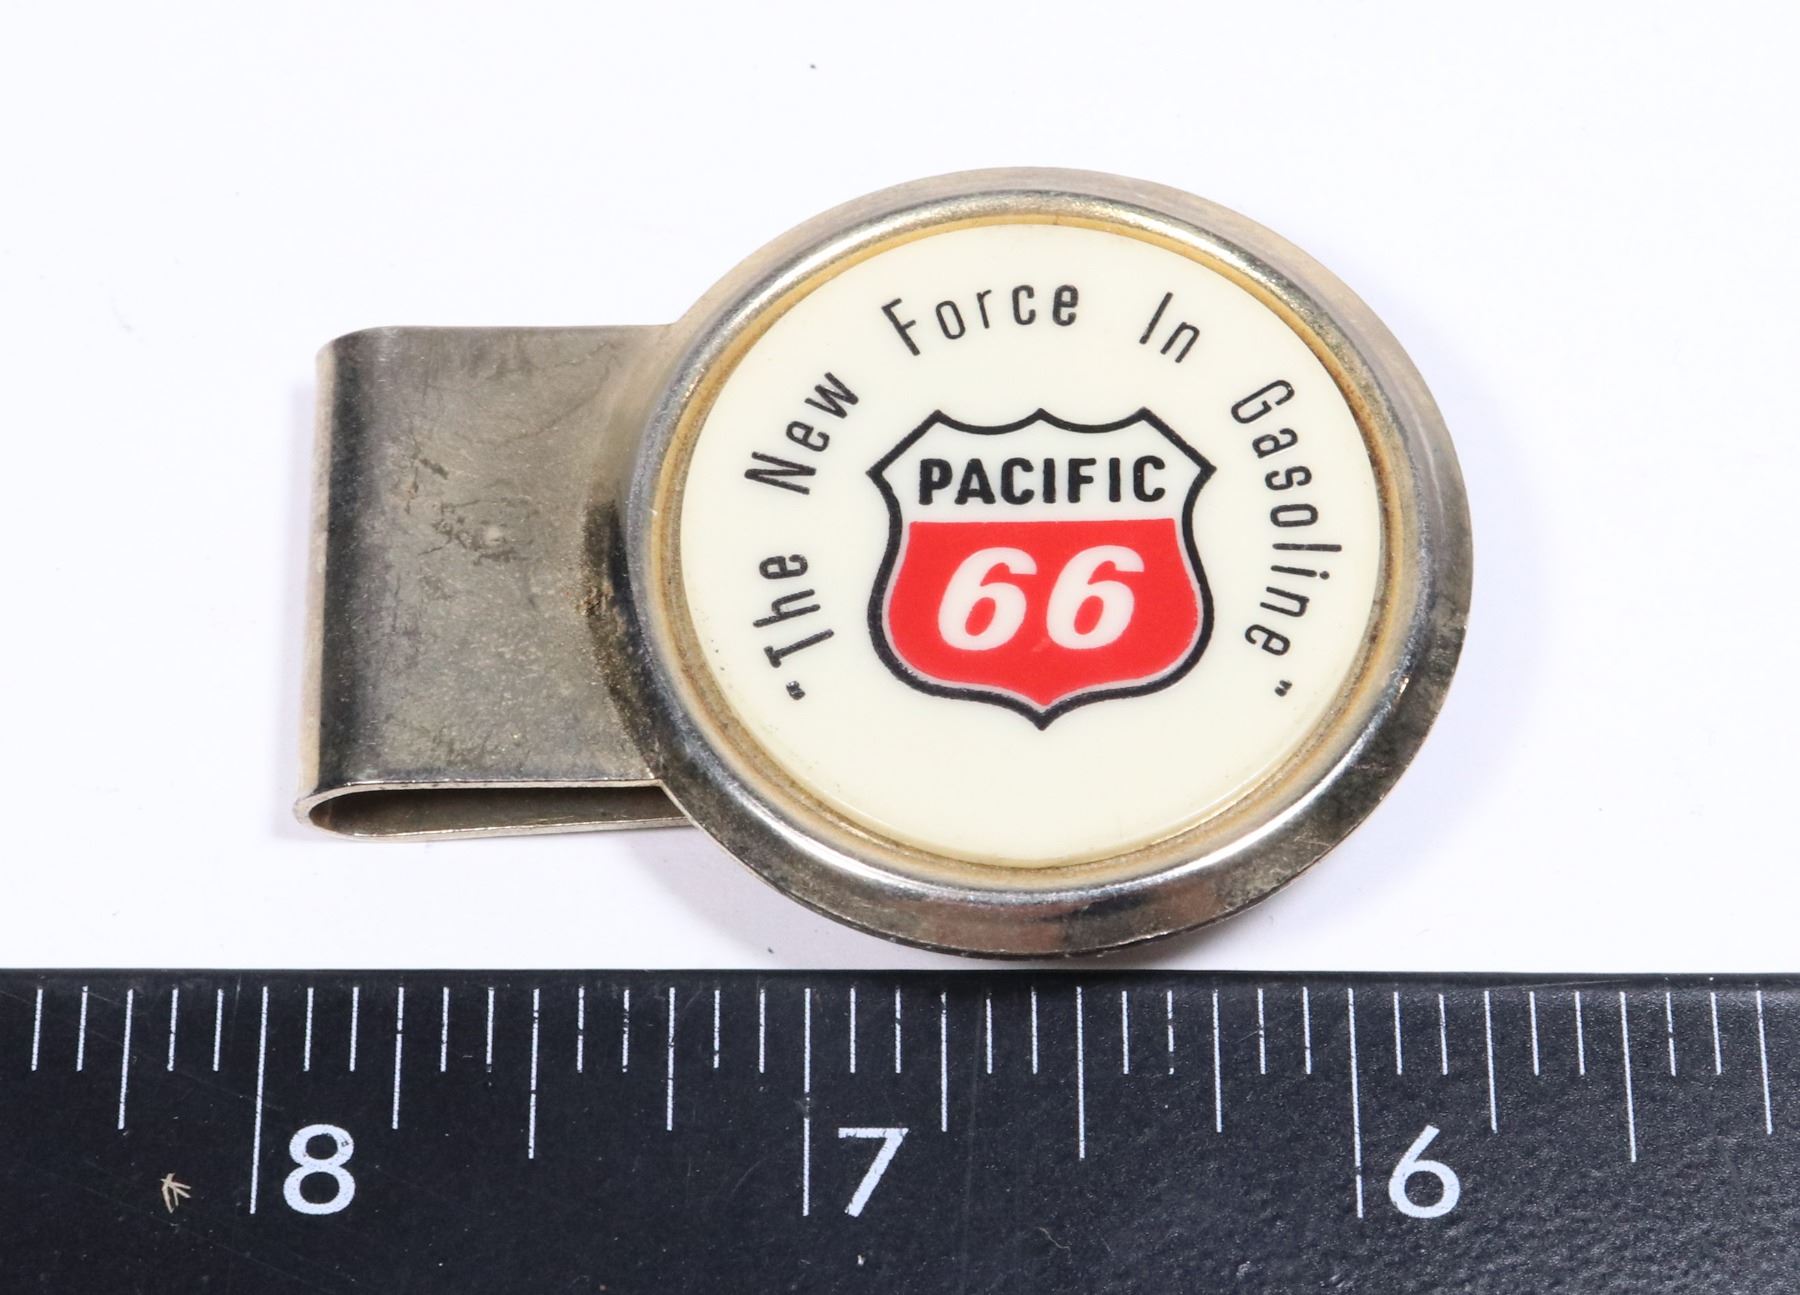 "The New Force In Gasoline"
PACIFIC
66
8 7 6